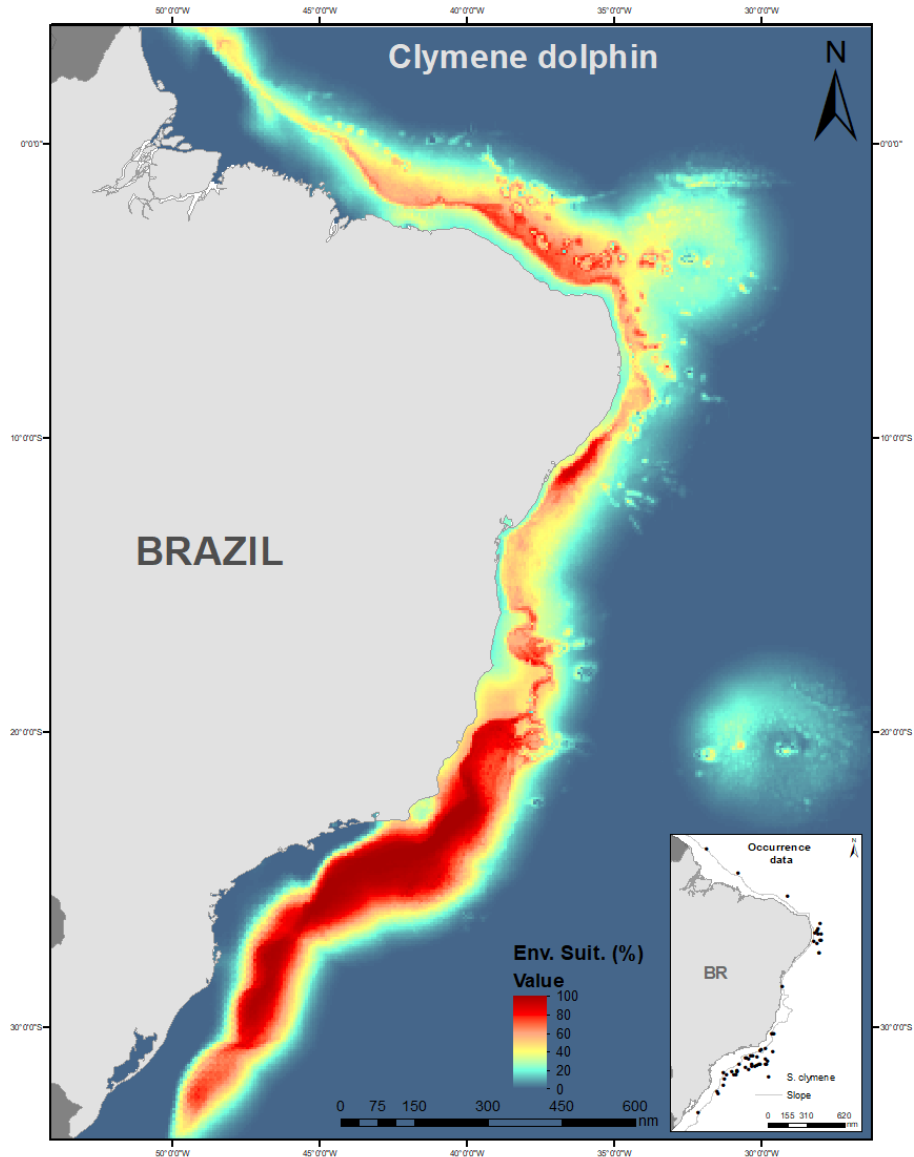 50°0'0"W 45°0'0"W 40°0'0"W 35°0'0"W 30°0'0"W
Clymene dolphin
N
0°0'0" 0°0'0"
10°0'0"S 10°0'0"S
BRAZIL
20°0'0"S 20°0'0"S
Occurrence
data
BR
S. clymene
Slope
0 155 310 620
nm
Env. Suit. (%)
Value
100
80
60
40
20
0
30°0'0"S 30°0'0"S
0 75 150 300 450 600
nm
50°0'0"W 45°0'0"W 40°0'0"W 35°0'0"W 30°0'0"W